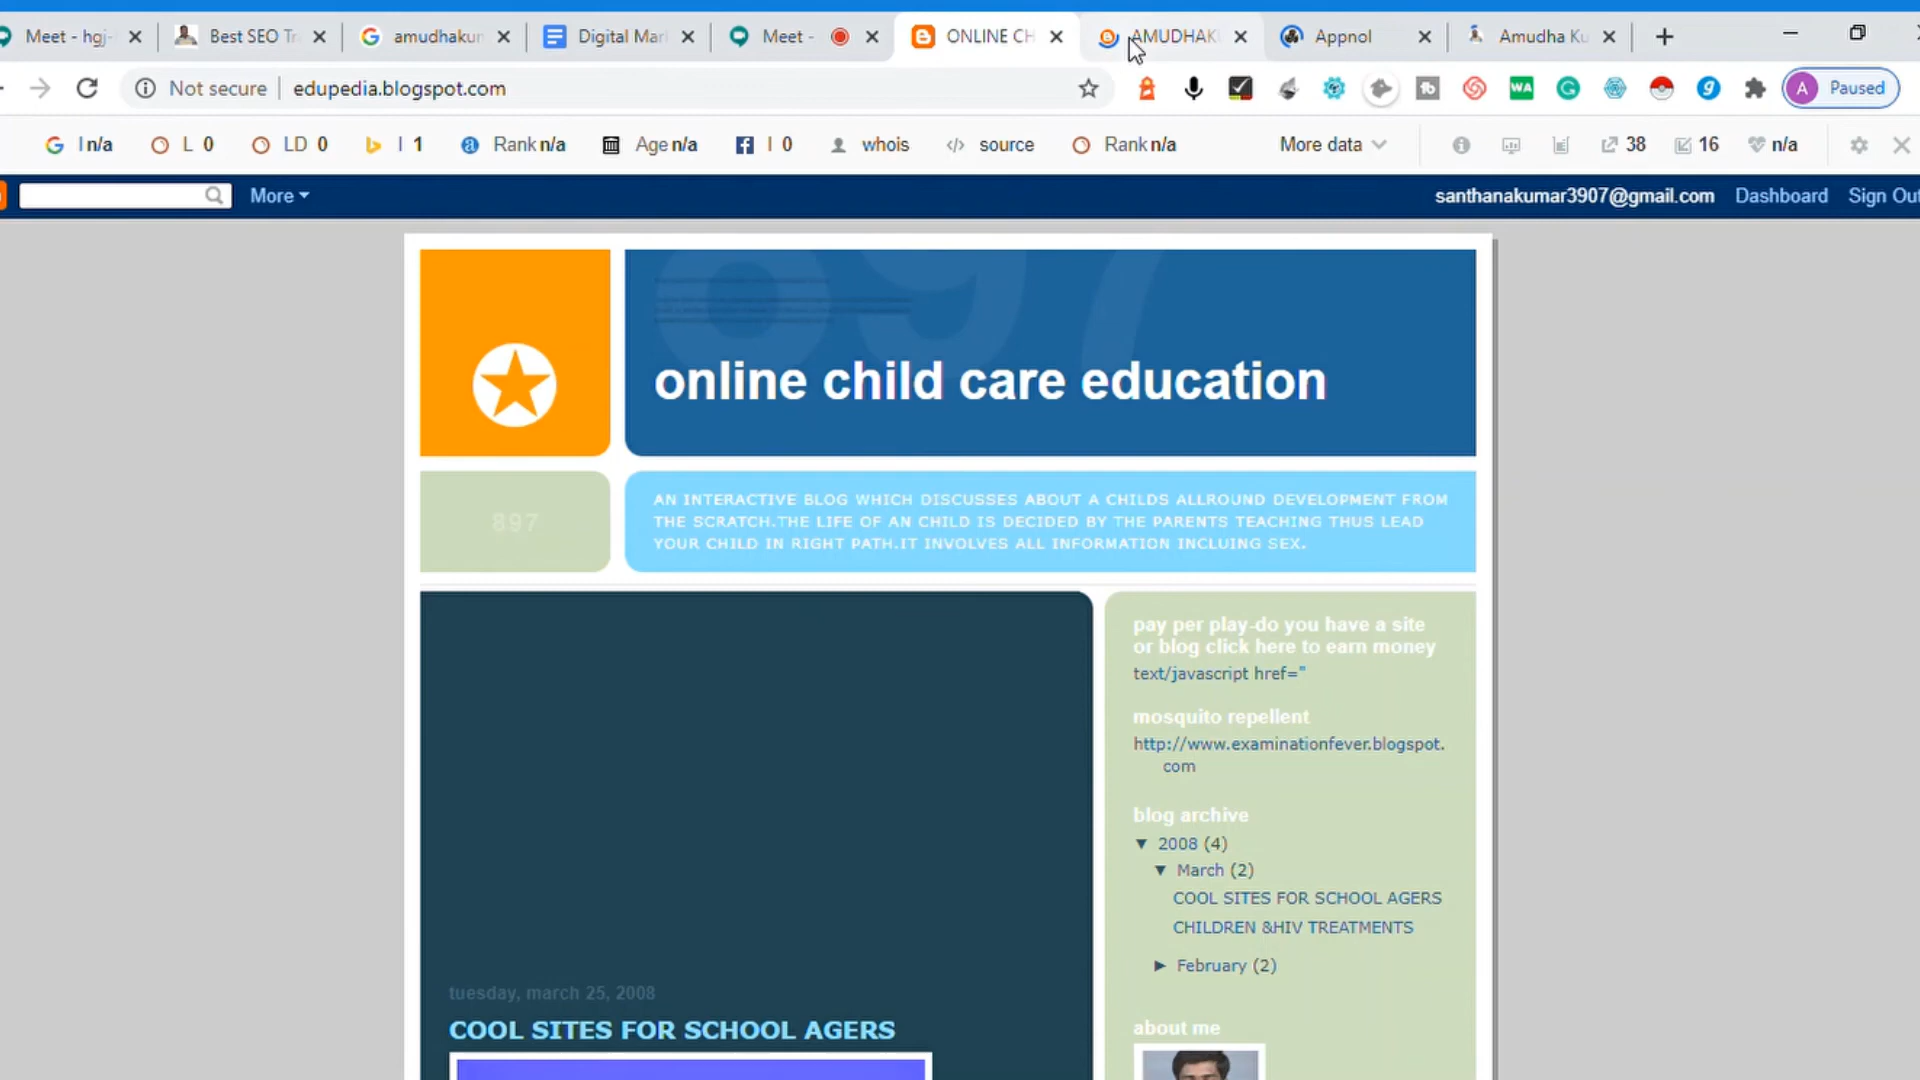 Meet - hgj-
Best SEO Tr
amudhakun
Digital Mar
Meet -
ONLINE CH
AMUDHAK
Appnol
Amudha Ku
Not secure
edupedia.blogspot.com
Paused
I n/a
L 0
LD 0
I 1
Rank n/a
Age n/a
I 0
whois
source
Rank n/a
More data
38
16
n/a
More
santhanakumar3907@gmail.com
Dashboard
Sign Out
online child care education
897
AN INTERACTIVE BLOG WHICH DISCUSSES ABOUT A CHILDS ALLROUND DEVELOPMENT FROM
THE SCRATCH.THE LIFE OF AN CHILD IS DECIDED BY THE PARENTS TEACHING THUS LEAD
YOUR CHILD IN RIGHT PATH.IT INVOLVES ALL INFORMATION INCLUING SEX.
pay per play-do you have a site
or blog click here to earn money
text/javascript href="
mosquito repellent
http://www.examinationfever.blogspot.
com
blog archive
▼ 2008 (4)
▼ March (2)
COOL SITES FOR SCHOOL AGERS
CHILDREN &HIV TREATMENTS
► February (2)
about me
tuesday, march 25, 2008
COOL SITES FOR SCHOOL AGERS